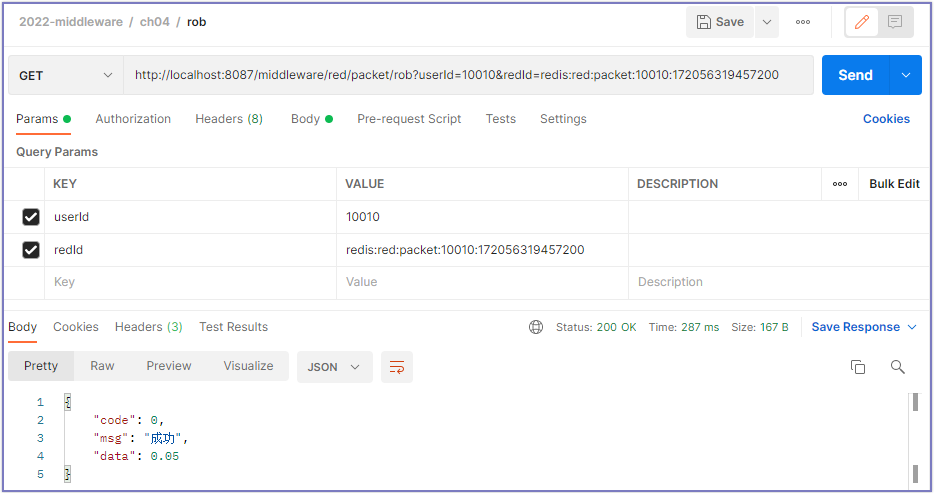 2022-middleware / ch04 / rob
Save
GET
http://localhost:8087/middleware/red/packet/rob?userId=10010&redId=redis:red:packet:10010:172056319457200
Send
Params Authorization Headers (8) Body Pre-request Script Tests Settings Cookies
Query Params
KEY VALUE DESCRIPTION Bulk Edit
userId 10010
redId redis:red:packet:10010:172056319457200
Key Value Description
Body Cookies Headers (3) Test Results Status: 200 OK Time: 287 ms Size: 167 B Save Response
Pretty Raw Preview Visualize JSON
1 {
2 "code": 0,
3 "msg": "成功",
4 "data": 0.05
5 }